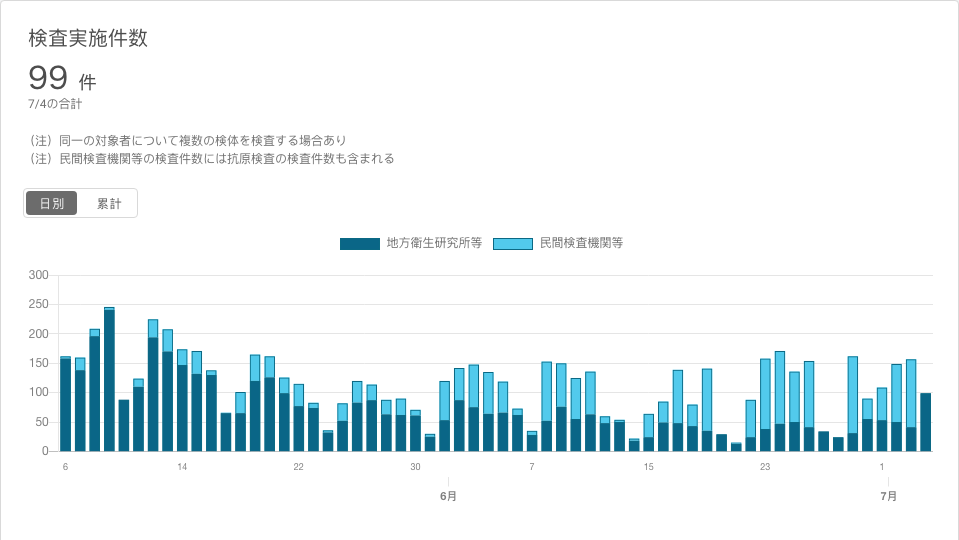 検査実施件数
99 件
7/4の合計
（注）同一の対象者について複数の検体を検査する場合あり
（注）民間検査機関等の検査件数には抗原検査の検査件数も含まれる
日別 累計
地方衛生研究所等 民間検査機関等
300
250
200
150
100
50
0
6 14 22 30 7 15 23 1
6月 7月